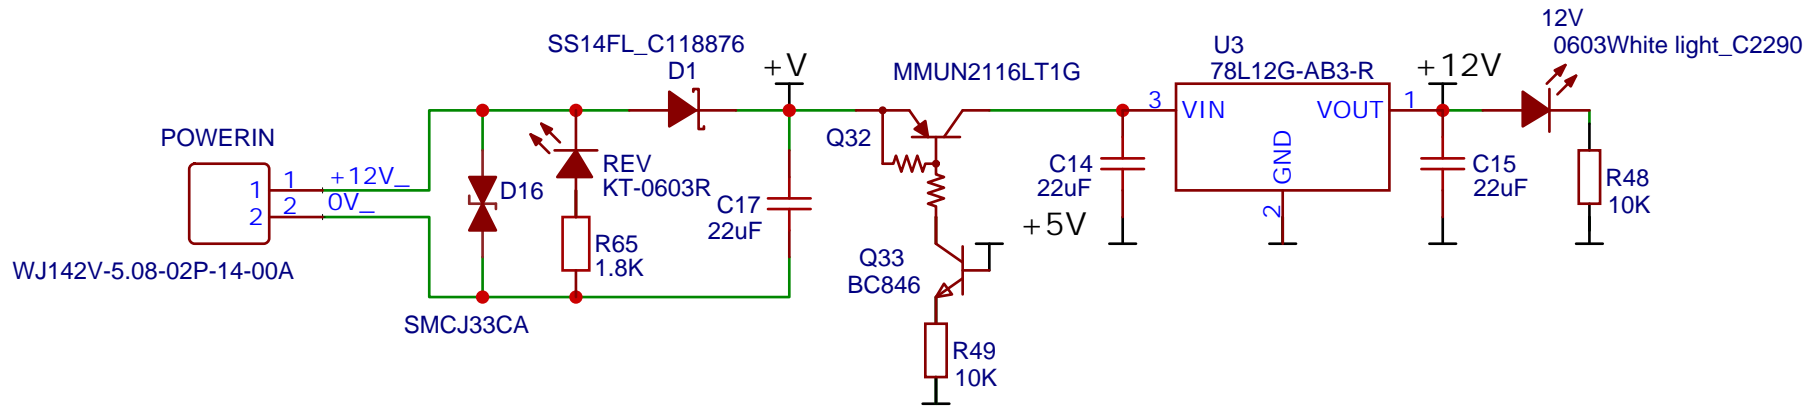 POWERIN
1
2
1
2
+12V_
0V_
WJ142V-5.08-02P-14-00A
D16
SMCJ33CA
REV
KT-0603R
R65
1.8K
SS14FL_C118876
D1
+V
C17
22uF
MMUN2116LT1G
Q32
Q33
BC846
+5V
R49
10K
C14
22uF
U3
78L12G-AB3-R
3
VIN
VOUT
1
GND
2
+12V
C15
22uF
12V
0603White light_C2290
R48
10K